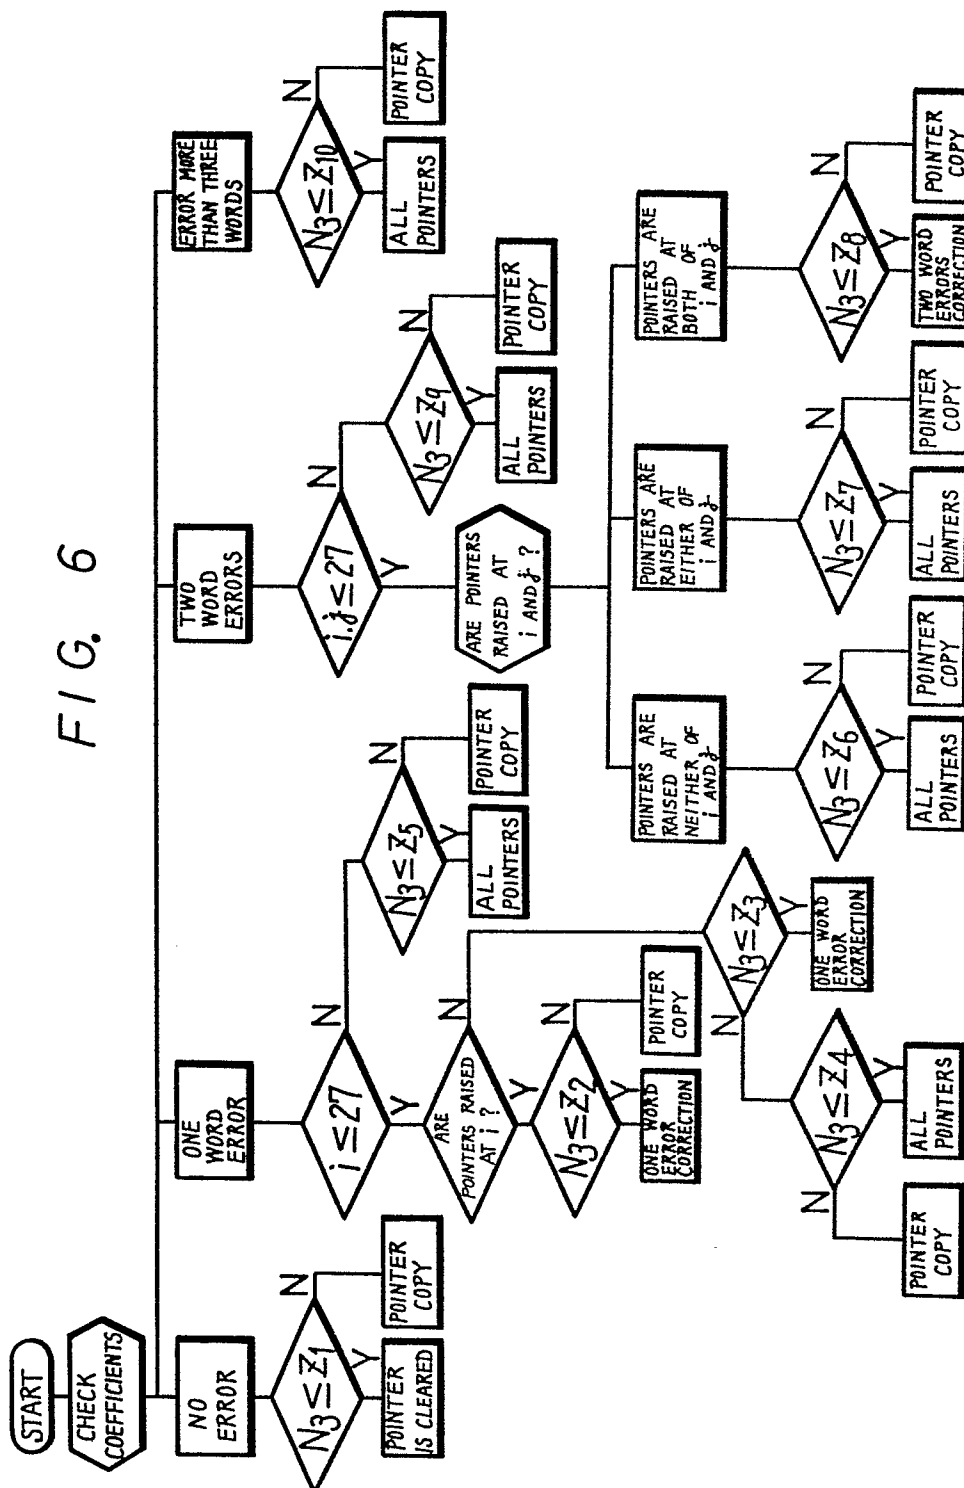 FIG. 6
START
CHECK
COEFFICIENTS
NO
ERROR
N3≤Z1
N
Y
POINTER
COPY
POINTER
IS CLEARED
ONE
WORD
ERROR
i≤27
N
Y
N3≤Z5
N
Y
POINTER
COPY
ALL
POINTERS
ARE
POINTERS RAISED
AT i ?
N
Y
N3≤Z2
N
Y
POINTER
COPY
ONE WORD
ERROR
CORRECTION
N3≤Z3
N
Y
ONE WORD
ERROR
CORRECTION
N3≤Z4
N
Y
POINTER
COPY
ALL
POINTERS
TWO
WORD
ERRORS
i.j≤27
N
Y
N3≤Z9
N
Y
POINTER
COPY
ALL
POINTERS
ARE POINTERS
RAISED AT
i AND j ?
POINTERS ARE
RAISED AT
NEITHER OF
i AND j
N3≤Z6
N
Y
POINTER
COPY
ALL
POINTERS
POINTERS ARE
RAISED AT
EITHER OF
i AND j
N3≤Z7
N
Y
POINTER
COPY
ALL
POINTERS
POINTERS ARE
RAISED AT
BOTH OF
i AND j
N3≤Z8
N
Y
POINTER
COPY
TWO WORD
ERRORS
CORRECTION
ERROR MORE
THAN THREE
WORDS
N3≤Z10
N
Y
POINTER
COPY
ALL
POINTERS